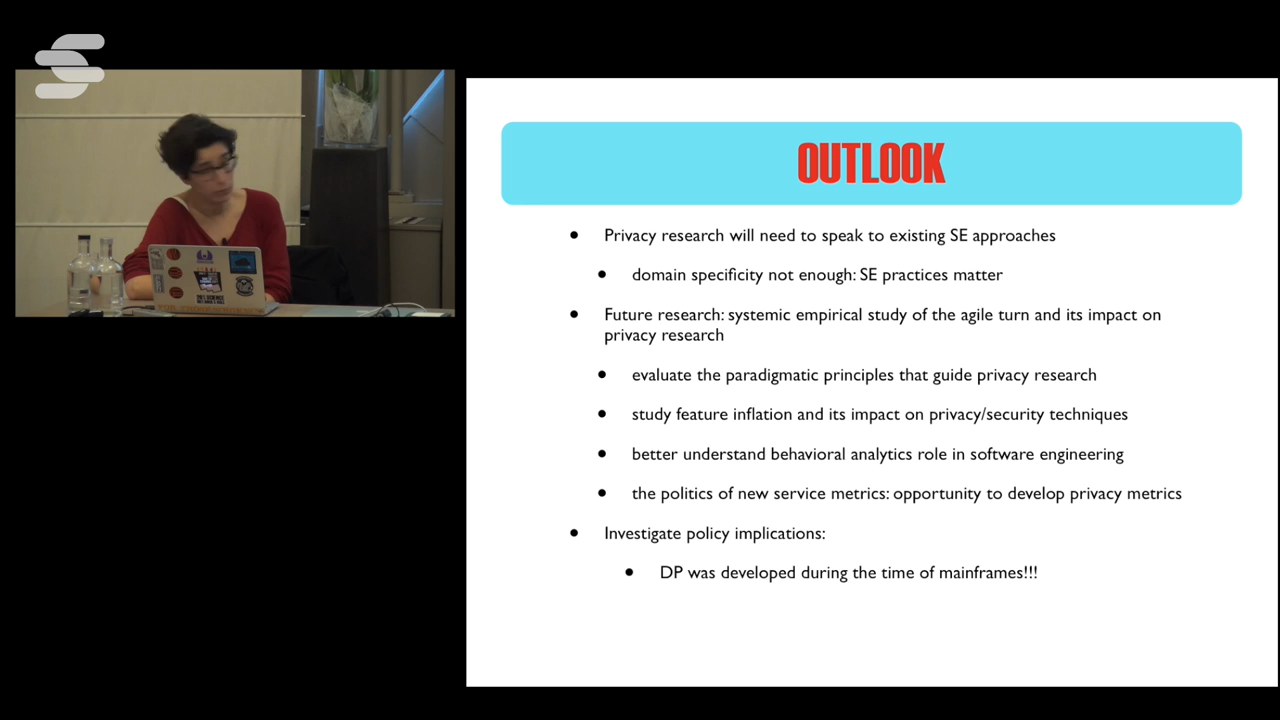 OUTLOOK
• Privacy research will need to speak to existing SE approaches
• domain specificity not enough: SE practices matter
• Future research: systemic empirical study of the agile turn and its impact on
privacy research
• evaluate the paradigmatic principles that guide privacy research
• study feature inflation and its impact on privacy/security techniques
• better understand behavioral analytics role in software engineering
• the politics of new service metrics: opportunity to develop privacy metrics
• Investigate policy implications:
• DP was developed during the time of mainframes!!!